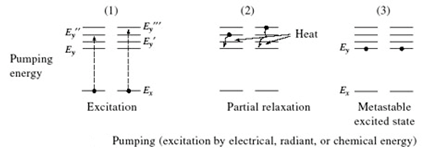 (1) (2) (3)
E_y'' E_y'''
E_y E_y' Heat E_y
Pumping
energy
E_x E_x
Excitation Partial relaxation Metastable
excited state
Pumping (excitation by electrical, radiant, or chemical energy)